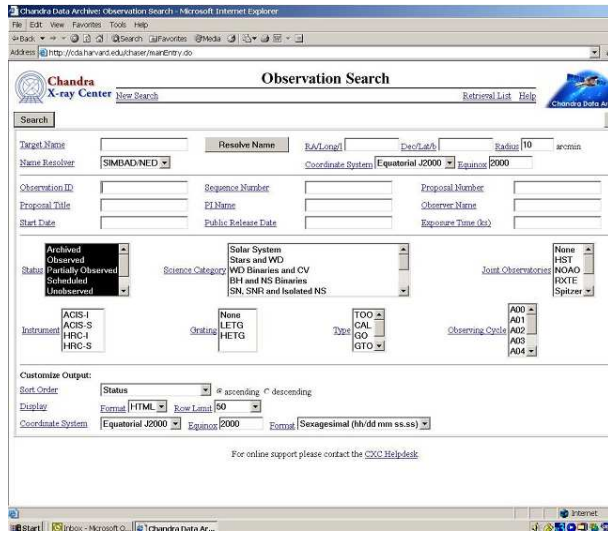 Chandra Data Archive: Observation Search - Microsoft Internet Explorer
File Edit View Favorites Tools Help
Back Search Favorites Media
Address http://cda.harvard.edu/chaser/mainEntry.do
Chandra X-ray Center New Search Observation Search Retrieval List Help
Chandra Data Ar
Search
Target Name Resolve Name RA/Long/l Dec/Lat/b Radius 10 arcmin
Name Resolver SIMBAD/NED Coordinate System Equatorial J2000 Equinox 2000
Observation ID Sequence Number Proposal Number
Proposal Title PI Name Observer Name
Start Date Public Release Date Exposure Time (ks)
Status
Archived
Observed
Partially Observed
Scheduled
Unobserved
Science Category
Solar System
Stars and WD
WD Binaries and CV
BH and NS Binaries
SN, SNR and Isolated NS
Joint Observatories
None
HST
NOAO
RXTE
Spitzer
Instrument
ACIS-I
ACIS-S
HRC-I
HRC-S
Grating
None
LETG
HETG
Type
TOO
CAL
GO
GTO
Observing Cycle
A00
A01
A02
A03
A04
Customize Output:
Sort Order Status ascending descending
Display Format HTML Row Limit 50
Coordinate System Equatorial J2000 Equinox 2000 Format Sexagesimal (hh/dd mm ss.ss)
For online support please contact the CXC Helpdesk
Internet
Start Inbox - Microsoft O... Chandra Data Ar...